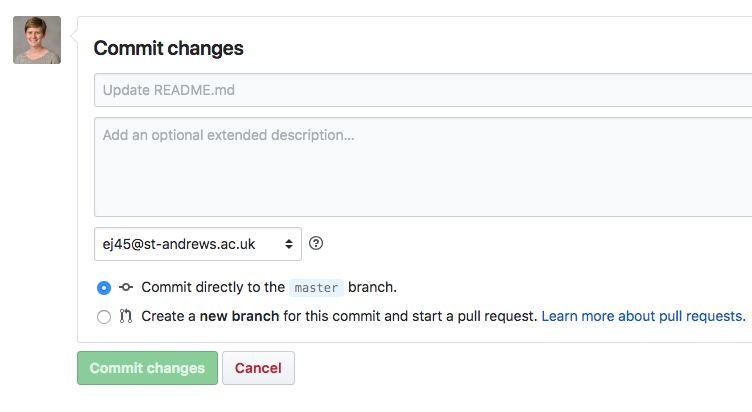 Commit changes
Update README.md
Add an optional extended description...
ej45@st-andrews.ac.uk
Commit directly to the master branch.
Create a new branch for this commit and start a pull request. Learn more about pull requests.
Commit changes Cancel